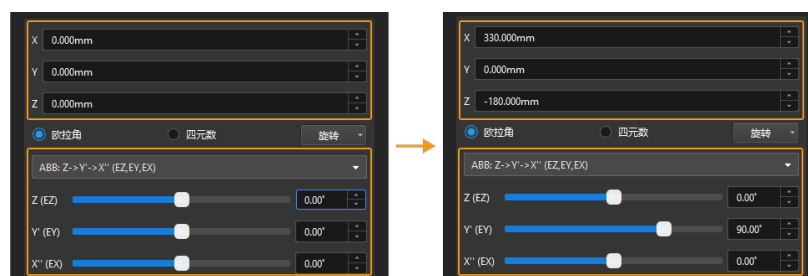 X 0.000mm
Y 0.000mm
Z 0.000mm
欧拉角 四元数 旋转
ABB: Z->Y'->X'' (EZ,EY,EX)
Z (EZ) 0.00°
Y' (EY) 0.00°
X'' (EX) 0.00°
X 330.000mm
Y 0.000mm
Z -180.000mm
欧拉角 四元数 旋转
ABB: Z->Y'->X'' (EZ,EY,EX)
Z (EZ) 0.00°
Y' (EY) 90.00°
X'' (EX) 0.00°